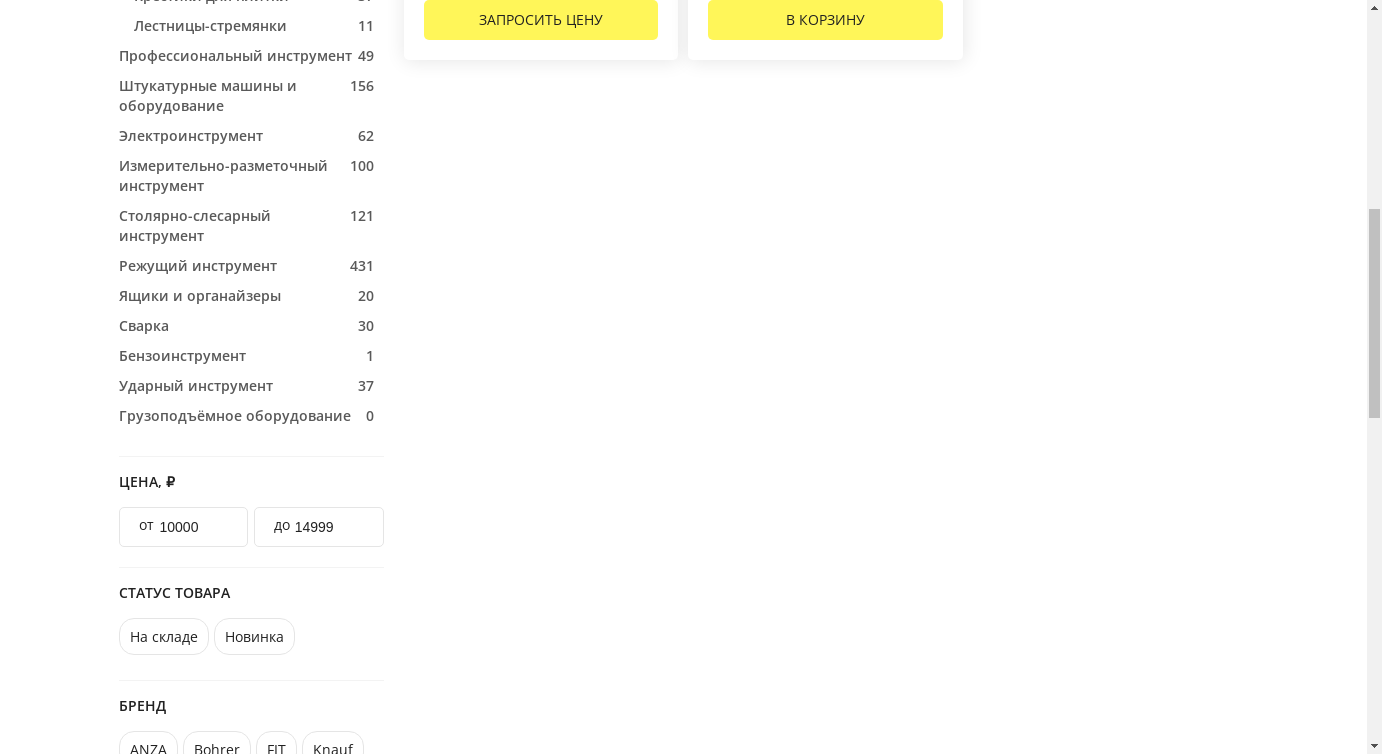 Лестницы-стремянки 11
ЗАПРОСИТЬ ЦЕНУ
В КОРЗИНУ
Профессиональный инструмент 49
Штукатурные машины и 156
оборудование
Электроинструмент 62
Измерительно-разметочный 100
инструмент
Столярно-слесарный 121
инструмент
Режущий инструмент 431
Ящики и органайзеры 20
Сварка 30
Бензоинструмент 1
Ударный инструмент 37
Грузоподъёмное оборудование 0
ЦЕНА, ₽
от 10000 до 14999
СТАТУС ТОВАРА
На складе Новинка
БРЕНД
ANZA Bohrer FIT Knauf